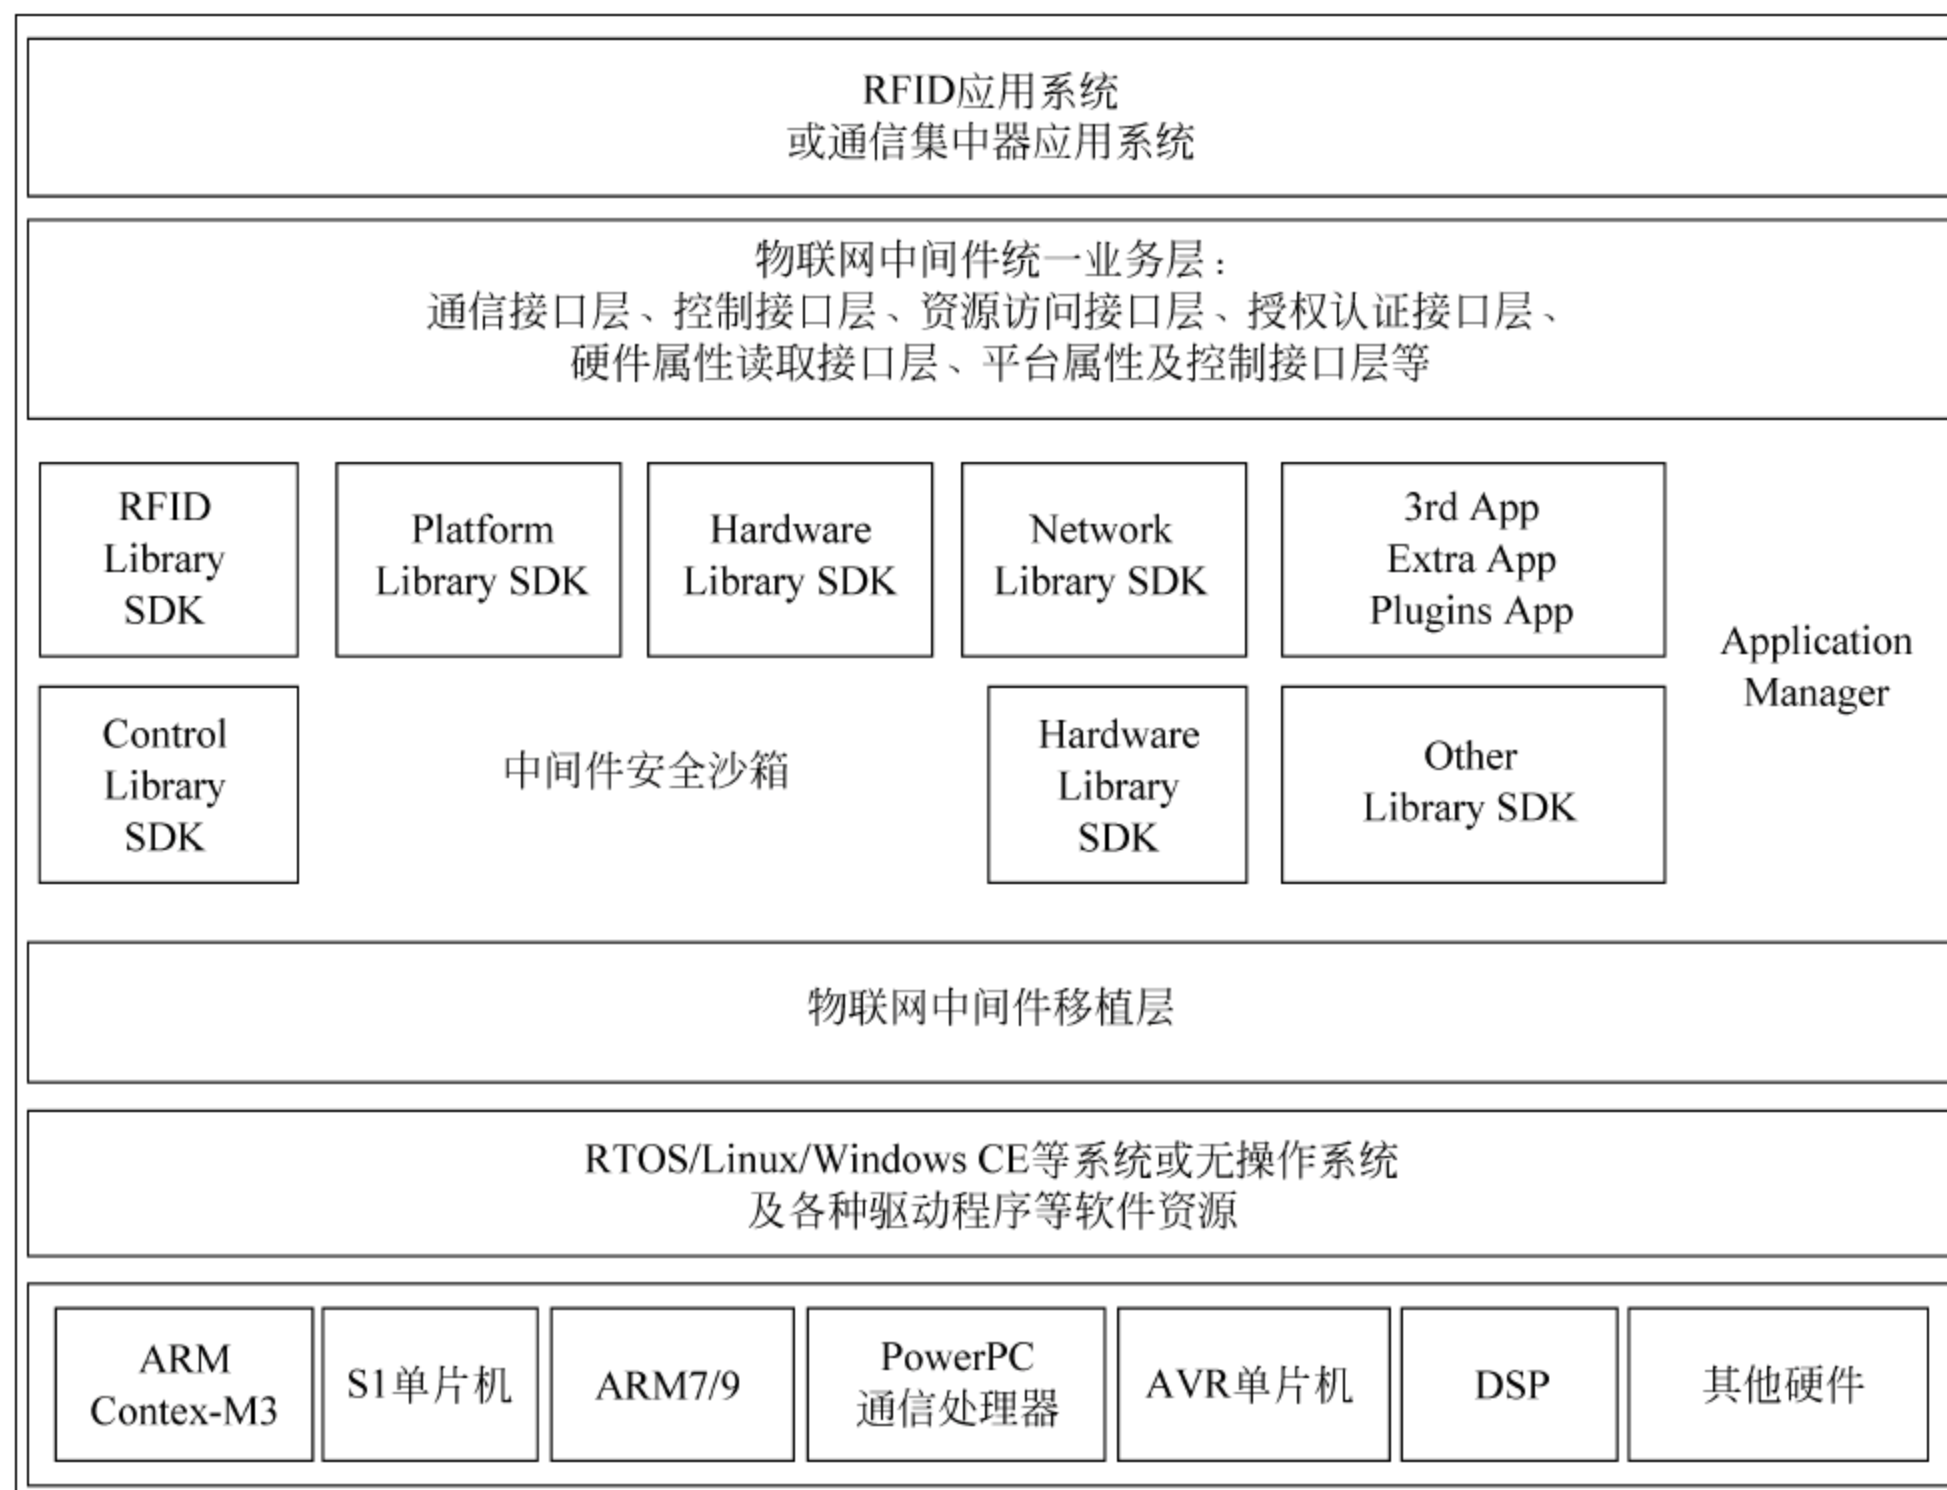 RFID应用系统
或通信集中器应用系统
物联网中间件统一业务层：
通信接口层、控制接口层、资源访问接口层、授权认证接口层、
硬件属性读取接口层、平台属性及控制接口层等
RFID
Library
SDK
Platform
Library SDK
Hardware
Library SDK
Network
Library SDK
3rd App
Extra App
Plugins App
Application
Manager
Control
Library
SDK
中间件安全沙箱
Hardware
Library
SDK
Other
Library SDK
物联网中间件移植层
RTOS/Linux/Windows CE等系统或无操作系统
及各种驱动程序等软件资源
ARM
Contex-M3
S1单片机
ARM7/9
PowerPC
通信处理器
AVR单片机
DSP
其他硬件